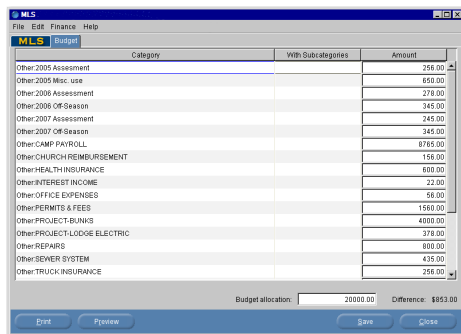 MLS
File Edit Finance Help
MLS Budget
Category With Subcategories Amount
Other:2005 Assesment 256.00
Other:2005 Misc. use 650.00
Other:2006 Assessment 278.00
Other:2006 Off-Season 345.00
Other:2007 Assessment 245.00
Other:2007 Off-Season 345.00
Other:CAMP PAYROLL 8765.00
Other:CHURCH REIMBURSEMENT 156.00
Other:HEALTH INSURANCE 600.00
Other:INTEREST INCOME 22.00
Other:OFFICE EXPENSES 56.00
Other:PERMITS & FEES 1560.00
Other:PROJECT-BUNKS 4000.00
Other:PROJECT-LODGE ELECTRIC 378.00
Other:REPAIRS 800.00
Other:SEWER SYSTEM 435.00
Other:TRUCK INSURANCE 256.00
Budget allocation: 20000.00 Difference: $853.00
Print Preview Save Close